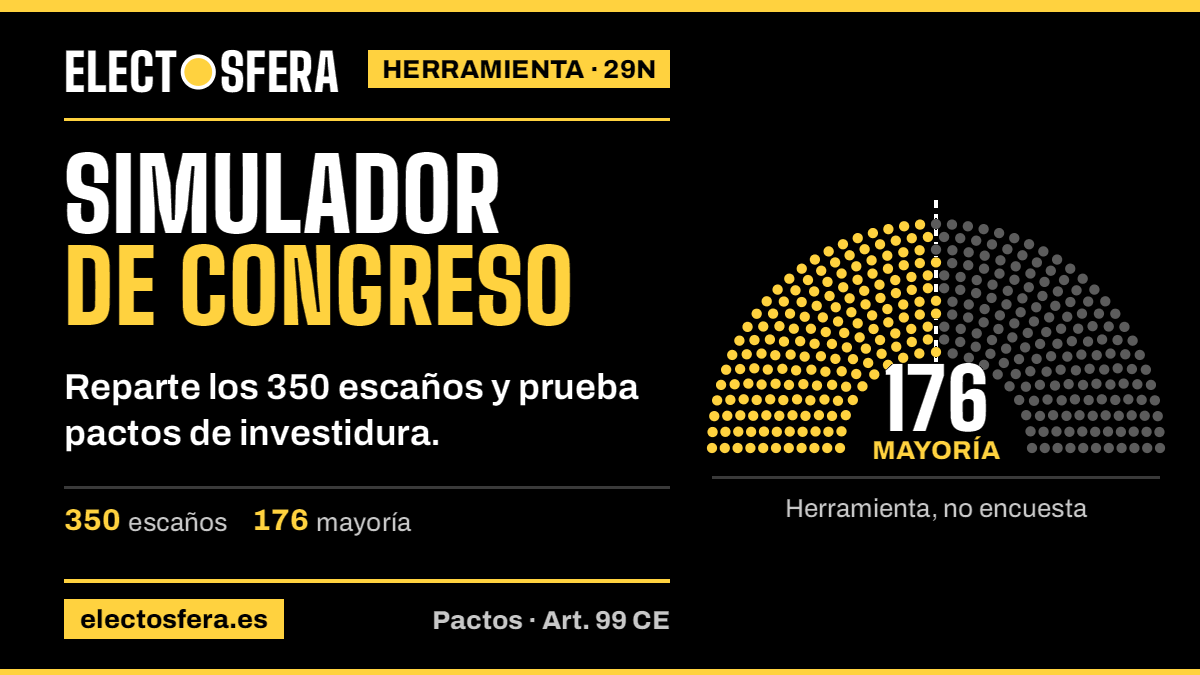 ELECTOSFERA
HERRAMIENTA · 29N
SIMULADOR
DE CONGRESO
Reparte los 350 escaños y prueba
pactos de investidura.
350 escaños 176 mayoría
electosfera.es
Pactos · Art. 99 CE
176
MAYORÍA
Herramienta, no encuesta